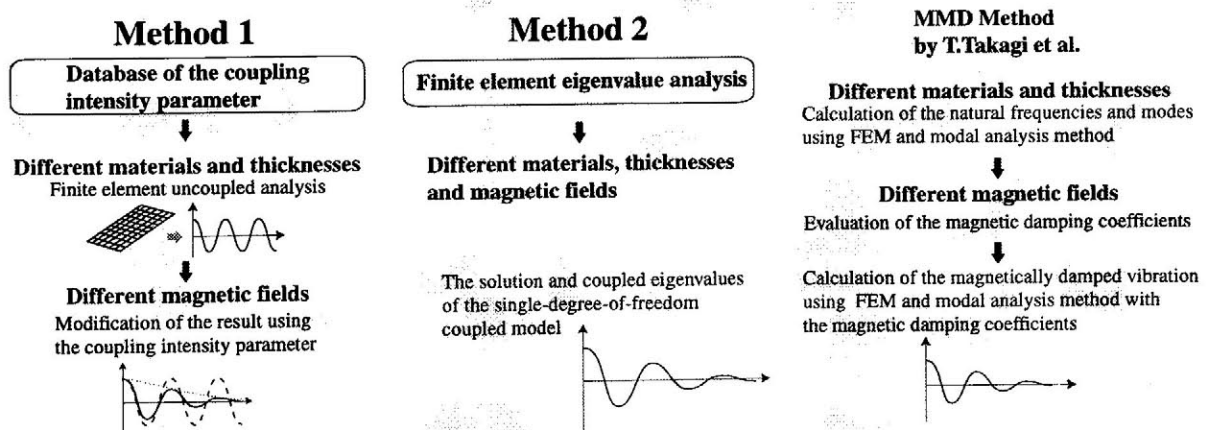 Method 1
Database of the coupling
intensity parameter
Different materials and thicknesses
Finite element uncoupled analysis
Different magnetic fields
Modification of the result using
the coupling intensity parameter
Method 2
Finite element eigenvalue analysis
Different materials, thicknesses
and magnetic fields
The solution and coupled eigenvalues
of the single-degree-of-freedom
coupled model
MMD Method
by T.Takagi et al.
Different materials and thicknesses
Calculation of the natural frequencies and modes
using FEM and modal analysis method
Different magnetic fields
Evaluation of the magnetic damping coefficients
Calculation of the magnetically damped vibration
using FEM and modal analysis method with
the magnetic damping coefficients